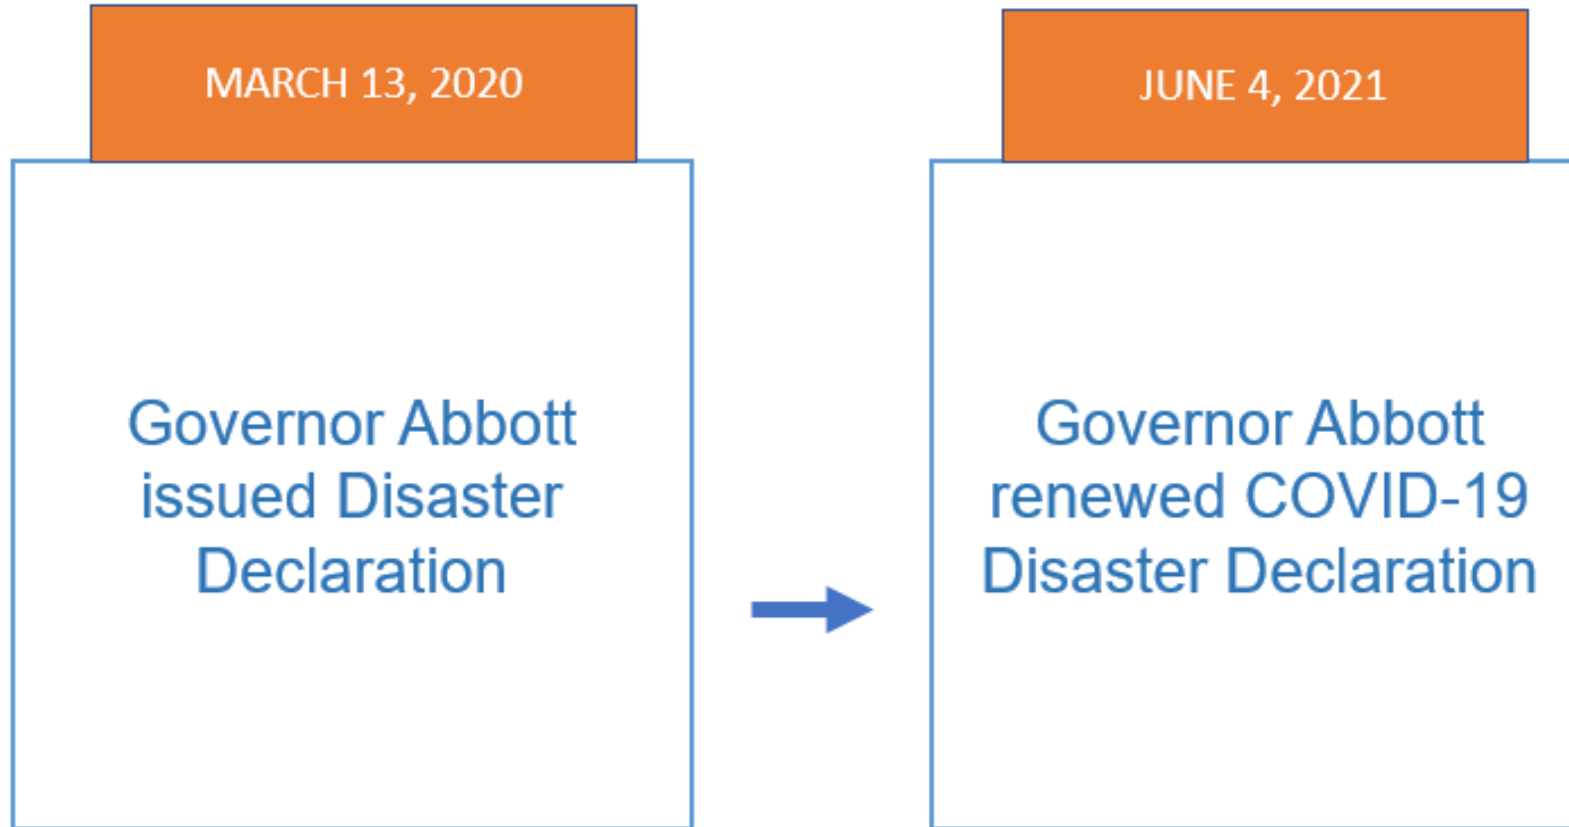 MARCH 13, 2020
Governor Abbott
issued Disaster
Declaration
JUNE 4, 2021
Governor Abbott
renewed COVID-19
Disaster Declaration